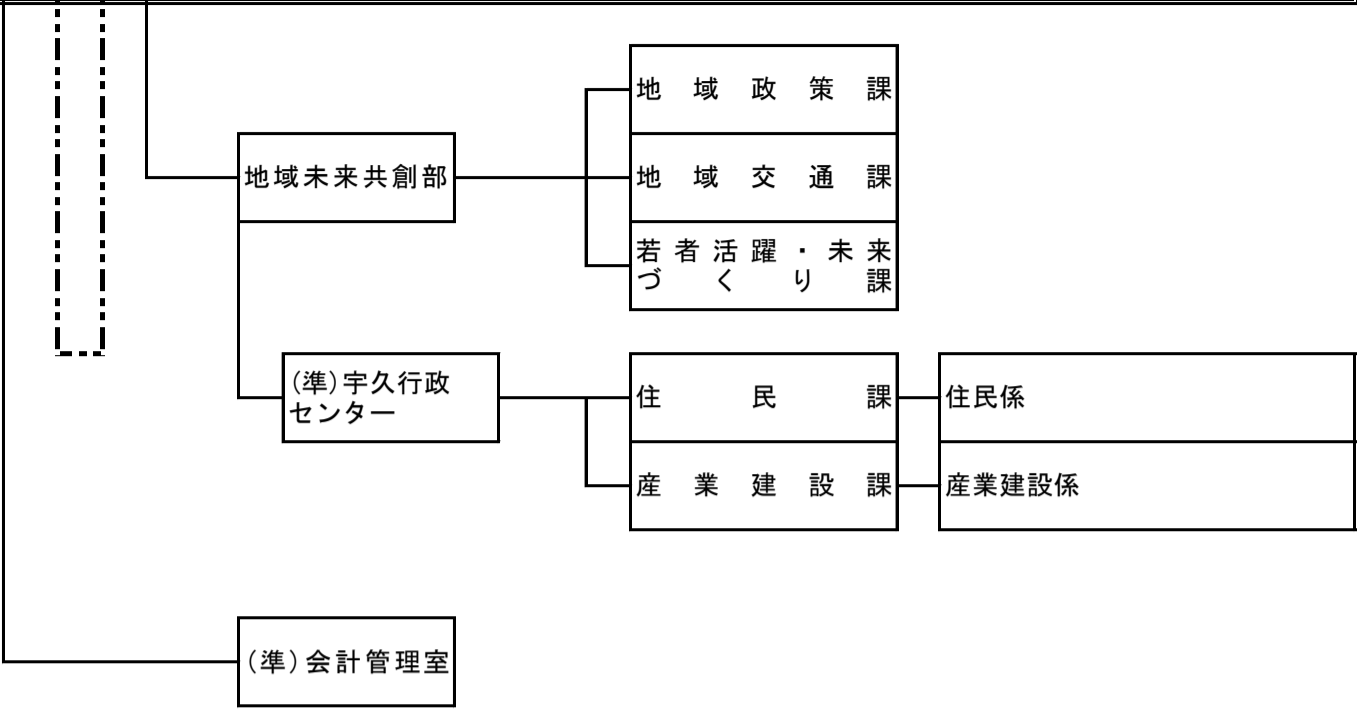 地域政策課
地域未来共創部
地域交通課
若者活躍・未来
づくり課
(準)宇久行政
センター
住民課
住民係
産業建設課
産業建設係
(準)会計管理室